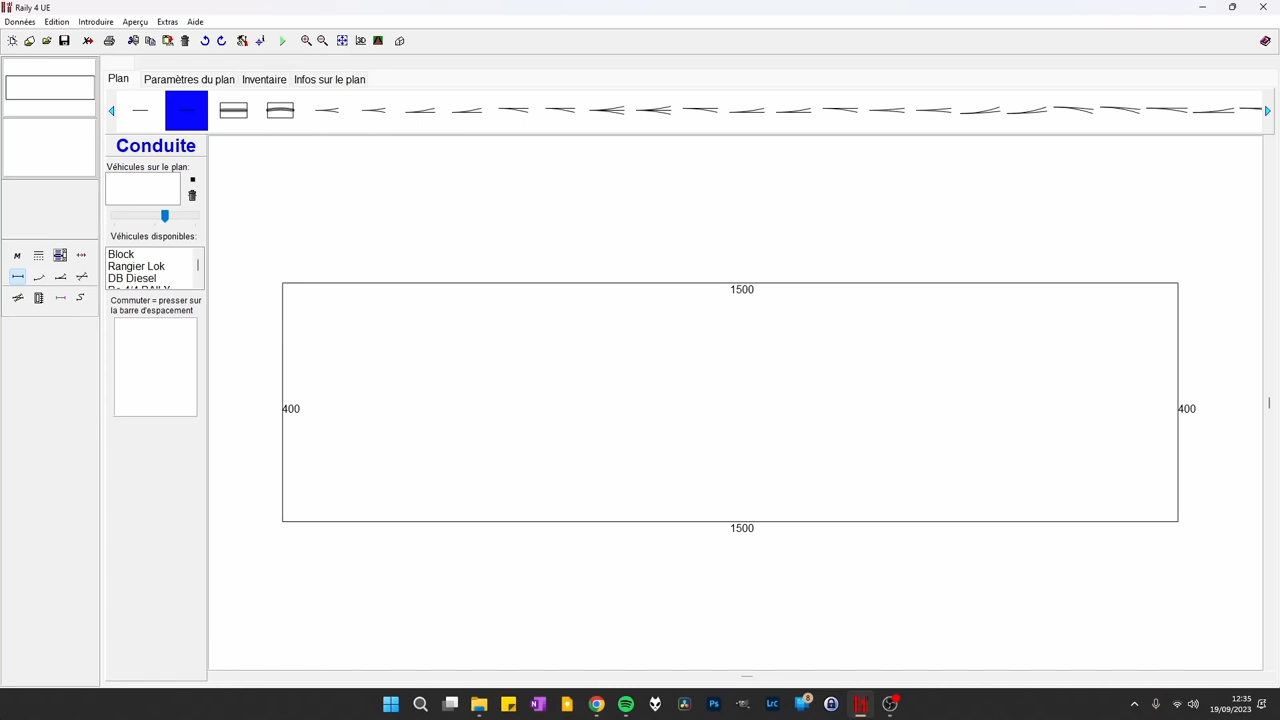 Raily 4 UE
Données Edition Introduire Aperçu Extras Aide
Plan Paramètres du plan Inventaire Infos sur le plan
Conduite
Véhicules sur le plan:
Véhicules disponibles:
Block
Rangier Lok
DB Diesel
Commuter = presser sur
la barre d'espacement
1500
400 400
1500
12:35
19/09/2023